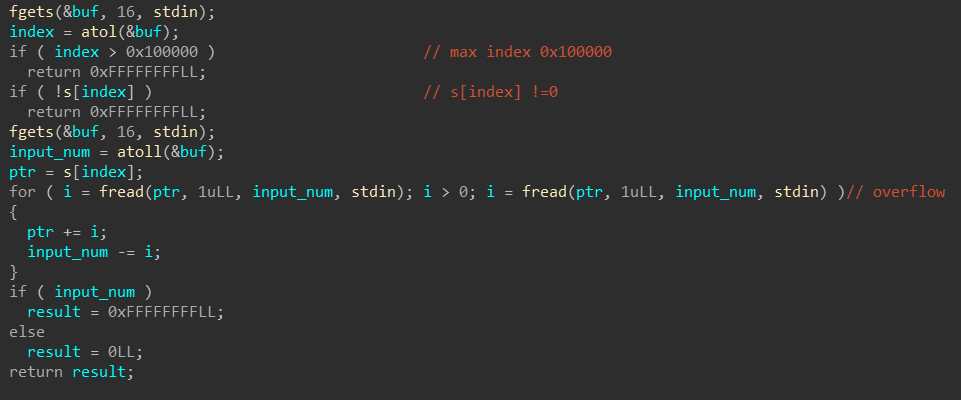 fgets(&buf, 16, stdin);
index = atol(&buf);
if ( index > 0x100000 ) // max index 0x100000
return 0xFFFFFFFFLL;
if ( !s[index] ) // s[index] !=0
return 0xFFFFFFFFLL;
fgets(&buf, 16, stdin);
input_num = atoll(&buf);
ptr = s[index];
for ( i = fread(ptr, 1uLL, input_num, stdin); i > 0; i = fread(ptr, 1uLL, input_num, stdin) )// overflow
{
ptr += i;
input_num -= i;
}
if ( input_num )
result = 0xFFFFFFFFLL;
else
result = 0LL;
return result;